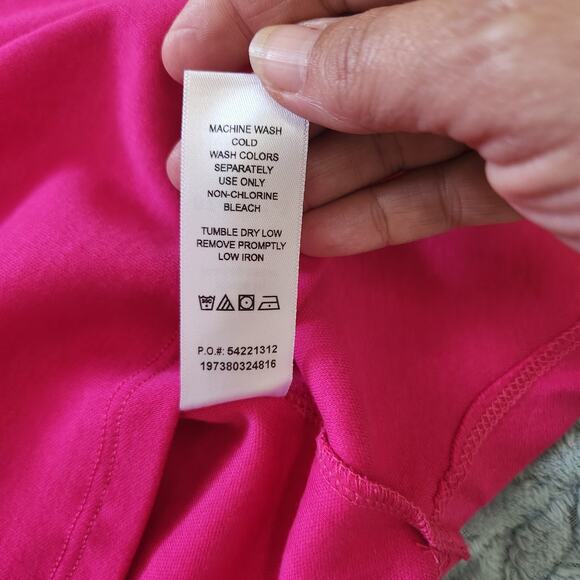 MACHINE WASH
COLD
WASH COLORS
SEPARATELY
USE ONLY
NON-CHLORINE
BLEACH
TUMBLE DRY LOW
REMOVE PROMPTLY
LOW IRON
P.O.#: 54221312
197380324816